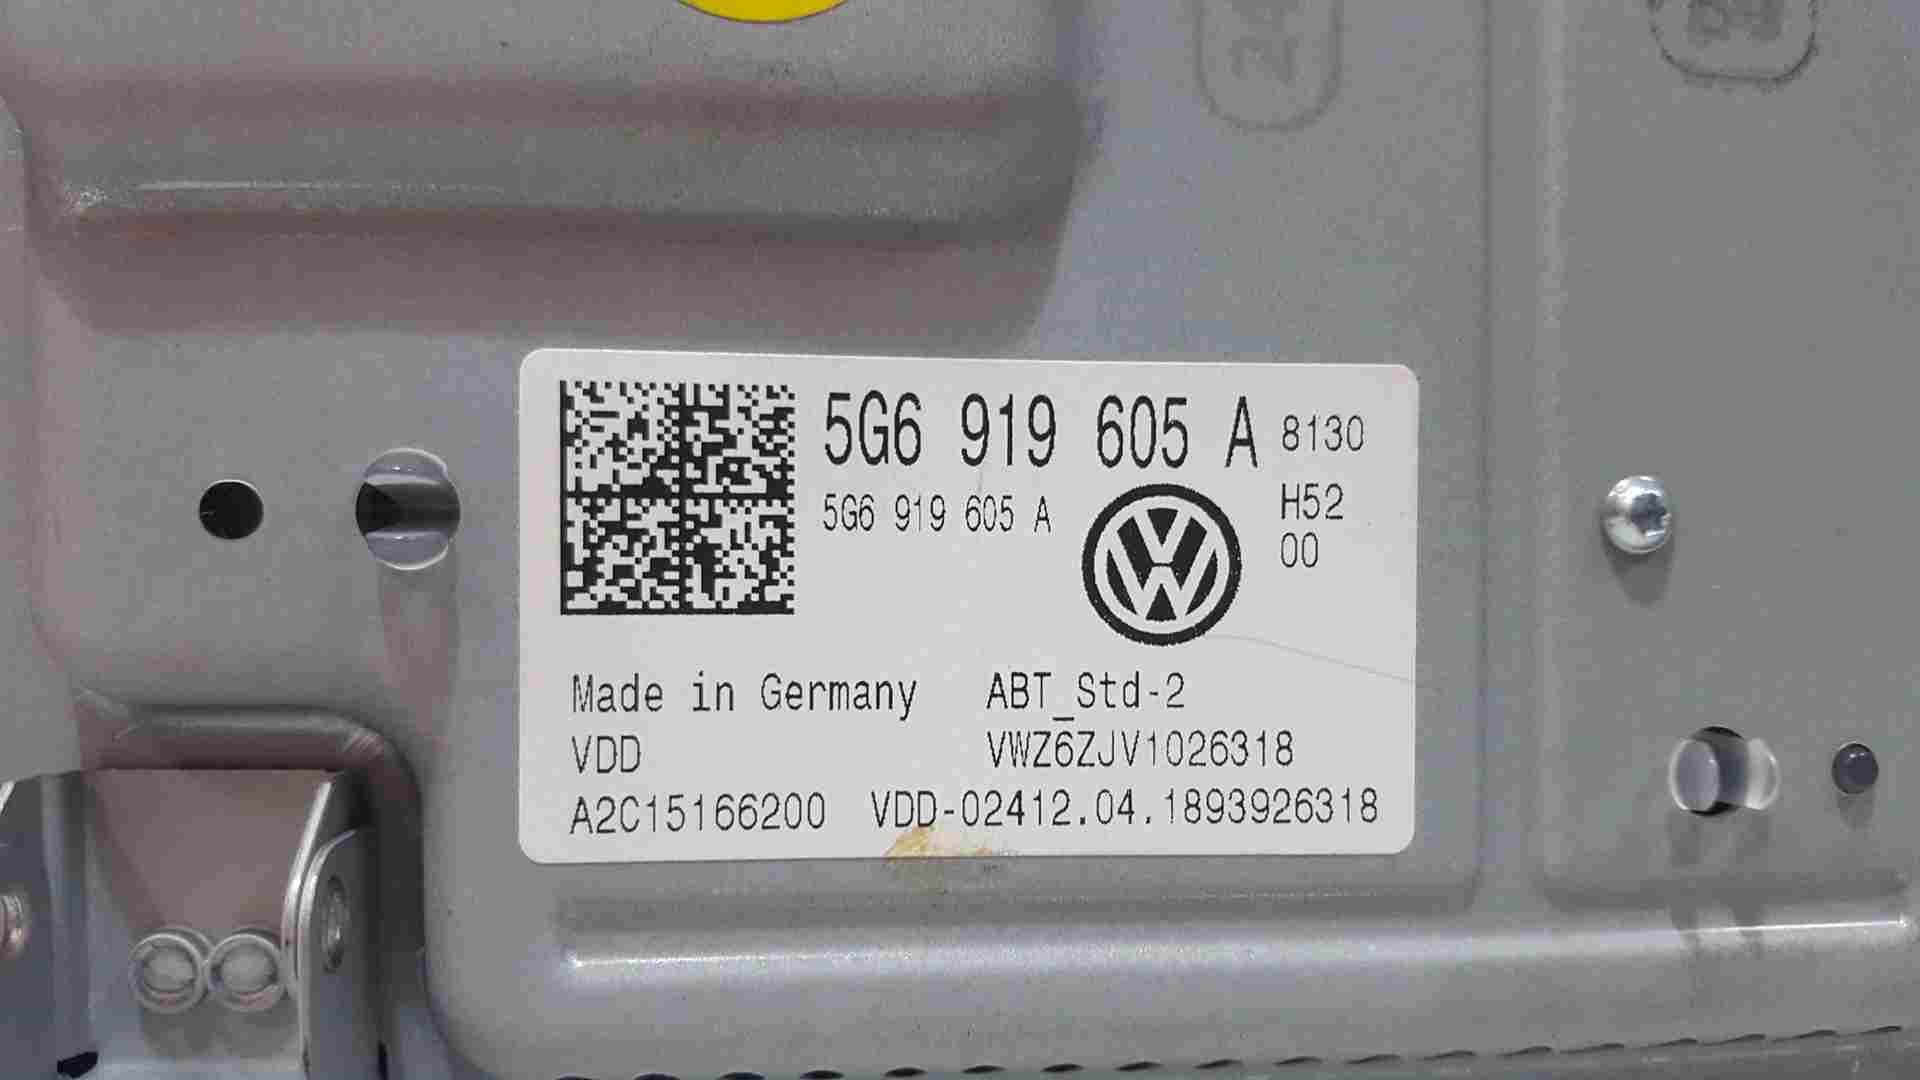 24
5G6 919 605 A 8130
5G6 919 605 A
H52
00
Made in Germany ABT_Std-2
VDD VWZ6ZJV1026318
A2C15166200 VDD-02412.04.1893926318